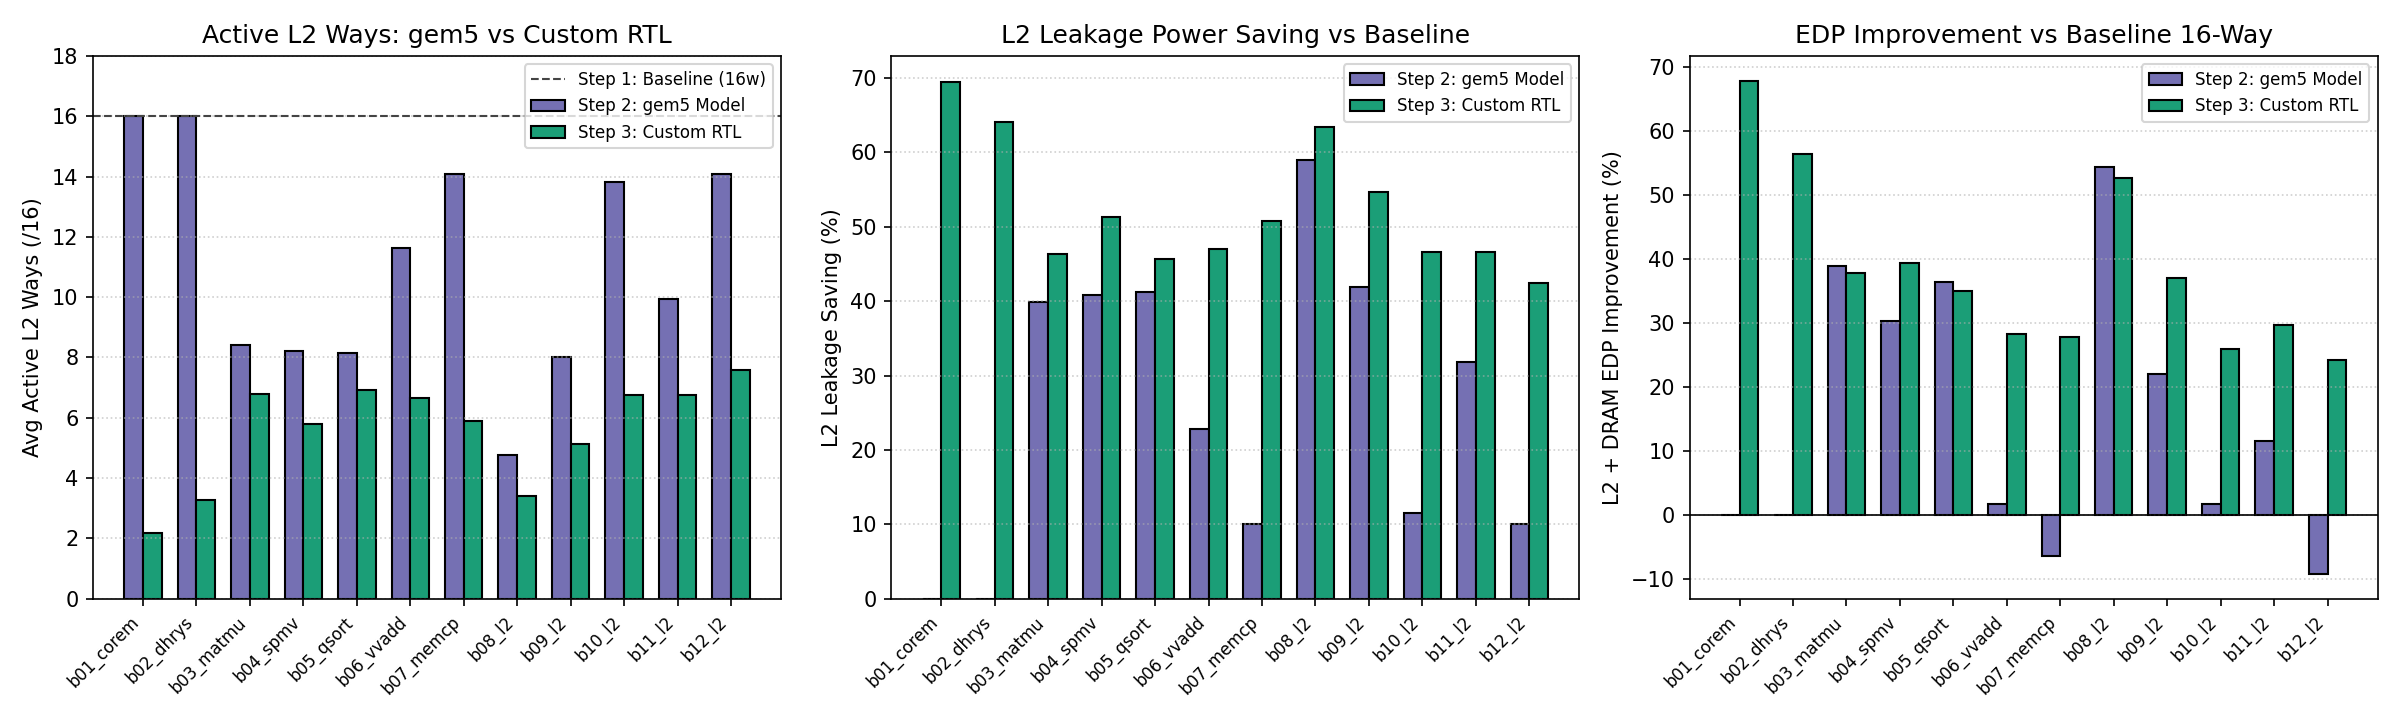 Active L2 Ways: gem5 vs Custom RTL
Avg Active L2 Ways (/16)
18
16
14
12
10
8
6
4
2
0
Step 1: Baseline (16w)
Step 2: gem5 Model
Step 3: Custom RTL
b01_corem
b02_dhrys
b03_matmu
b04_spmv
b05_qsort
b06_vvadd
b07_memcp
b08_l2
b09_l2
b10_l2
b11_l2
b12_l2
L2 Leakage Power Saving vs Baseline
L2 Leakage Saving (%)
70
60
50
40
30
20
10
0
Step 2: gem5 Model
Step 3: Custom RTL
b01_corem
b02_dhrys
b03_matmu
b04_spmv
b05_qsort
b06_vvadd
b07_memcp
b08_l2
b09_l2
b10_l2
b11_l2
b12_l2
EDP Improvement vs Baseline 16-Way
L2 + DRAM EDP Improvement (%)
70
60
50
40
30
20
10
0
−10
Step 2: gem5 Model
Step 3: Custom RTL
b01_corem
b02_dhrys
b03_matmu
b04_spmv
b05_qsort
b06_vvadd
b07_memcp
b08_l2
b09_l2
b10_l2
b11_l2
b12_l2